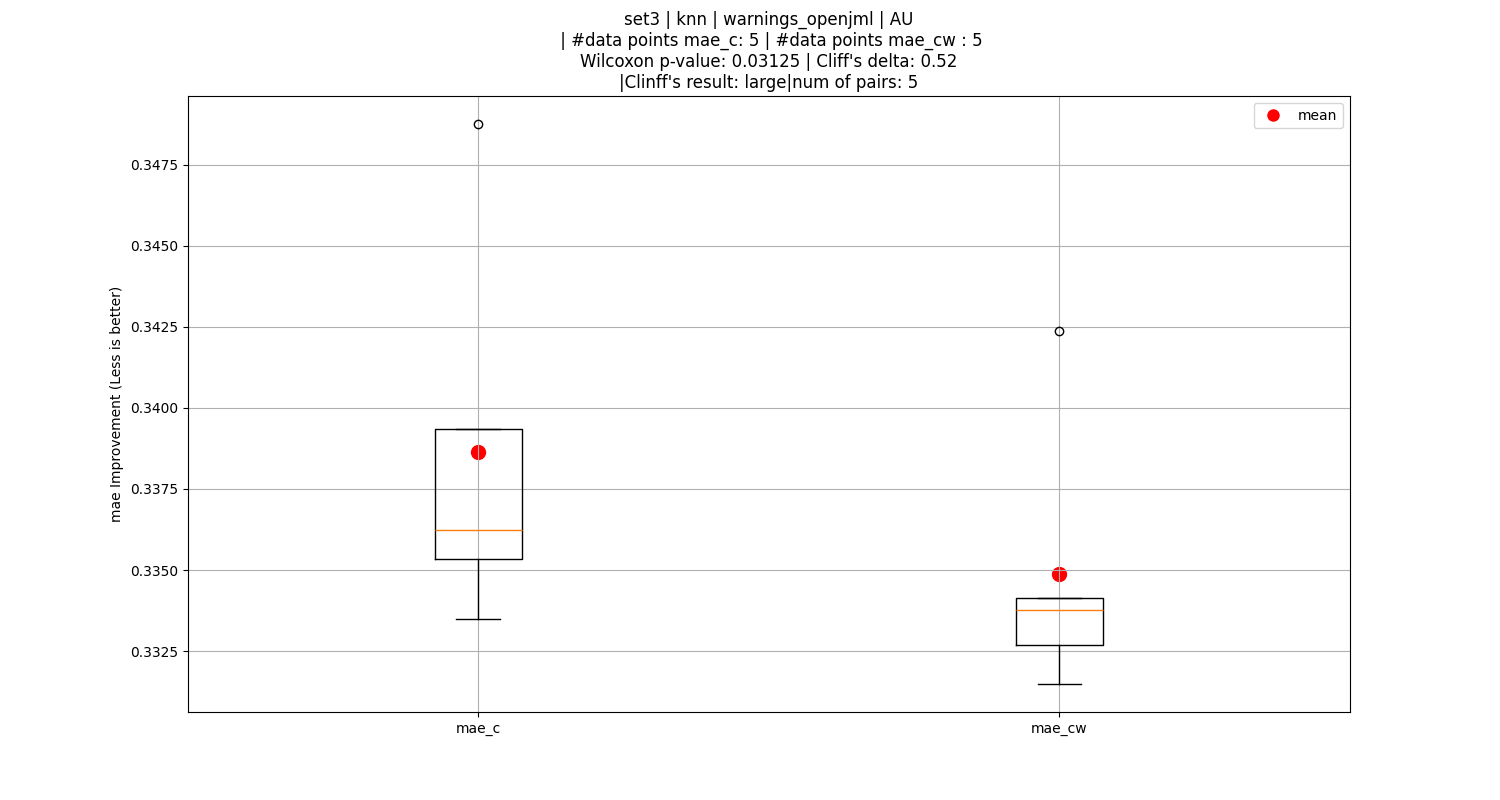 set3 | knn | warnings_openjml | AU
| #data points mae_c: 5 | #data points mae_cw : 5
Wilcoxon p-value: 0.03125 | Cliff's delta: 0.52
|Clinff's result: large|num of pairs: 5
mean
0.3475
0.3450
0.3425
0.3400
0.3375
0.3350
0.3325
mae Improvement (Less is better)
mae_c
mae_cw